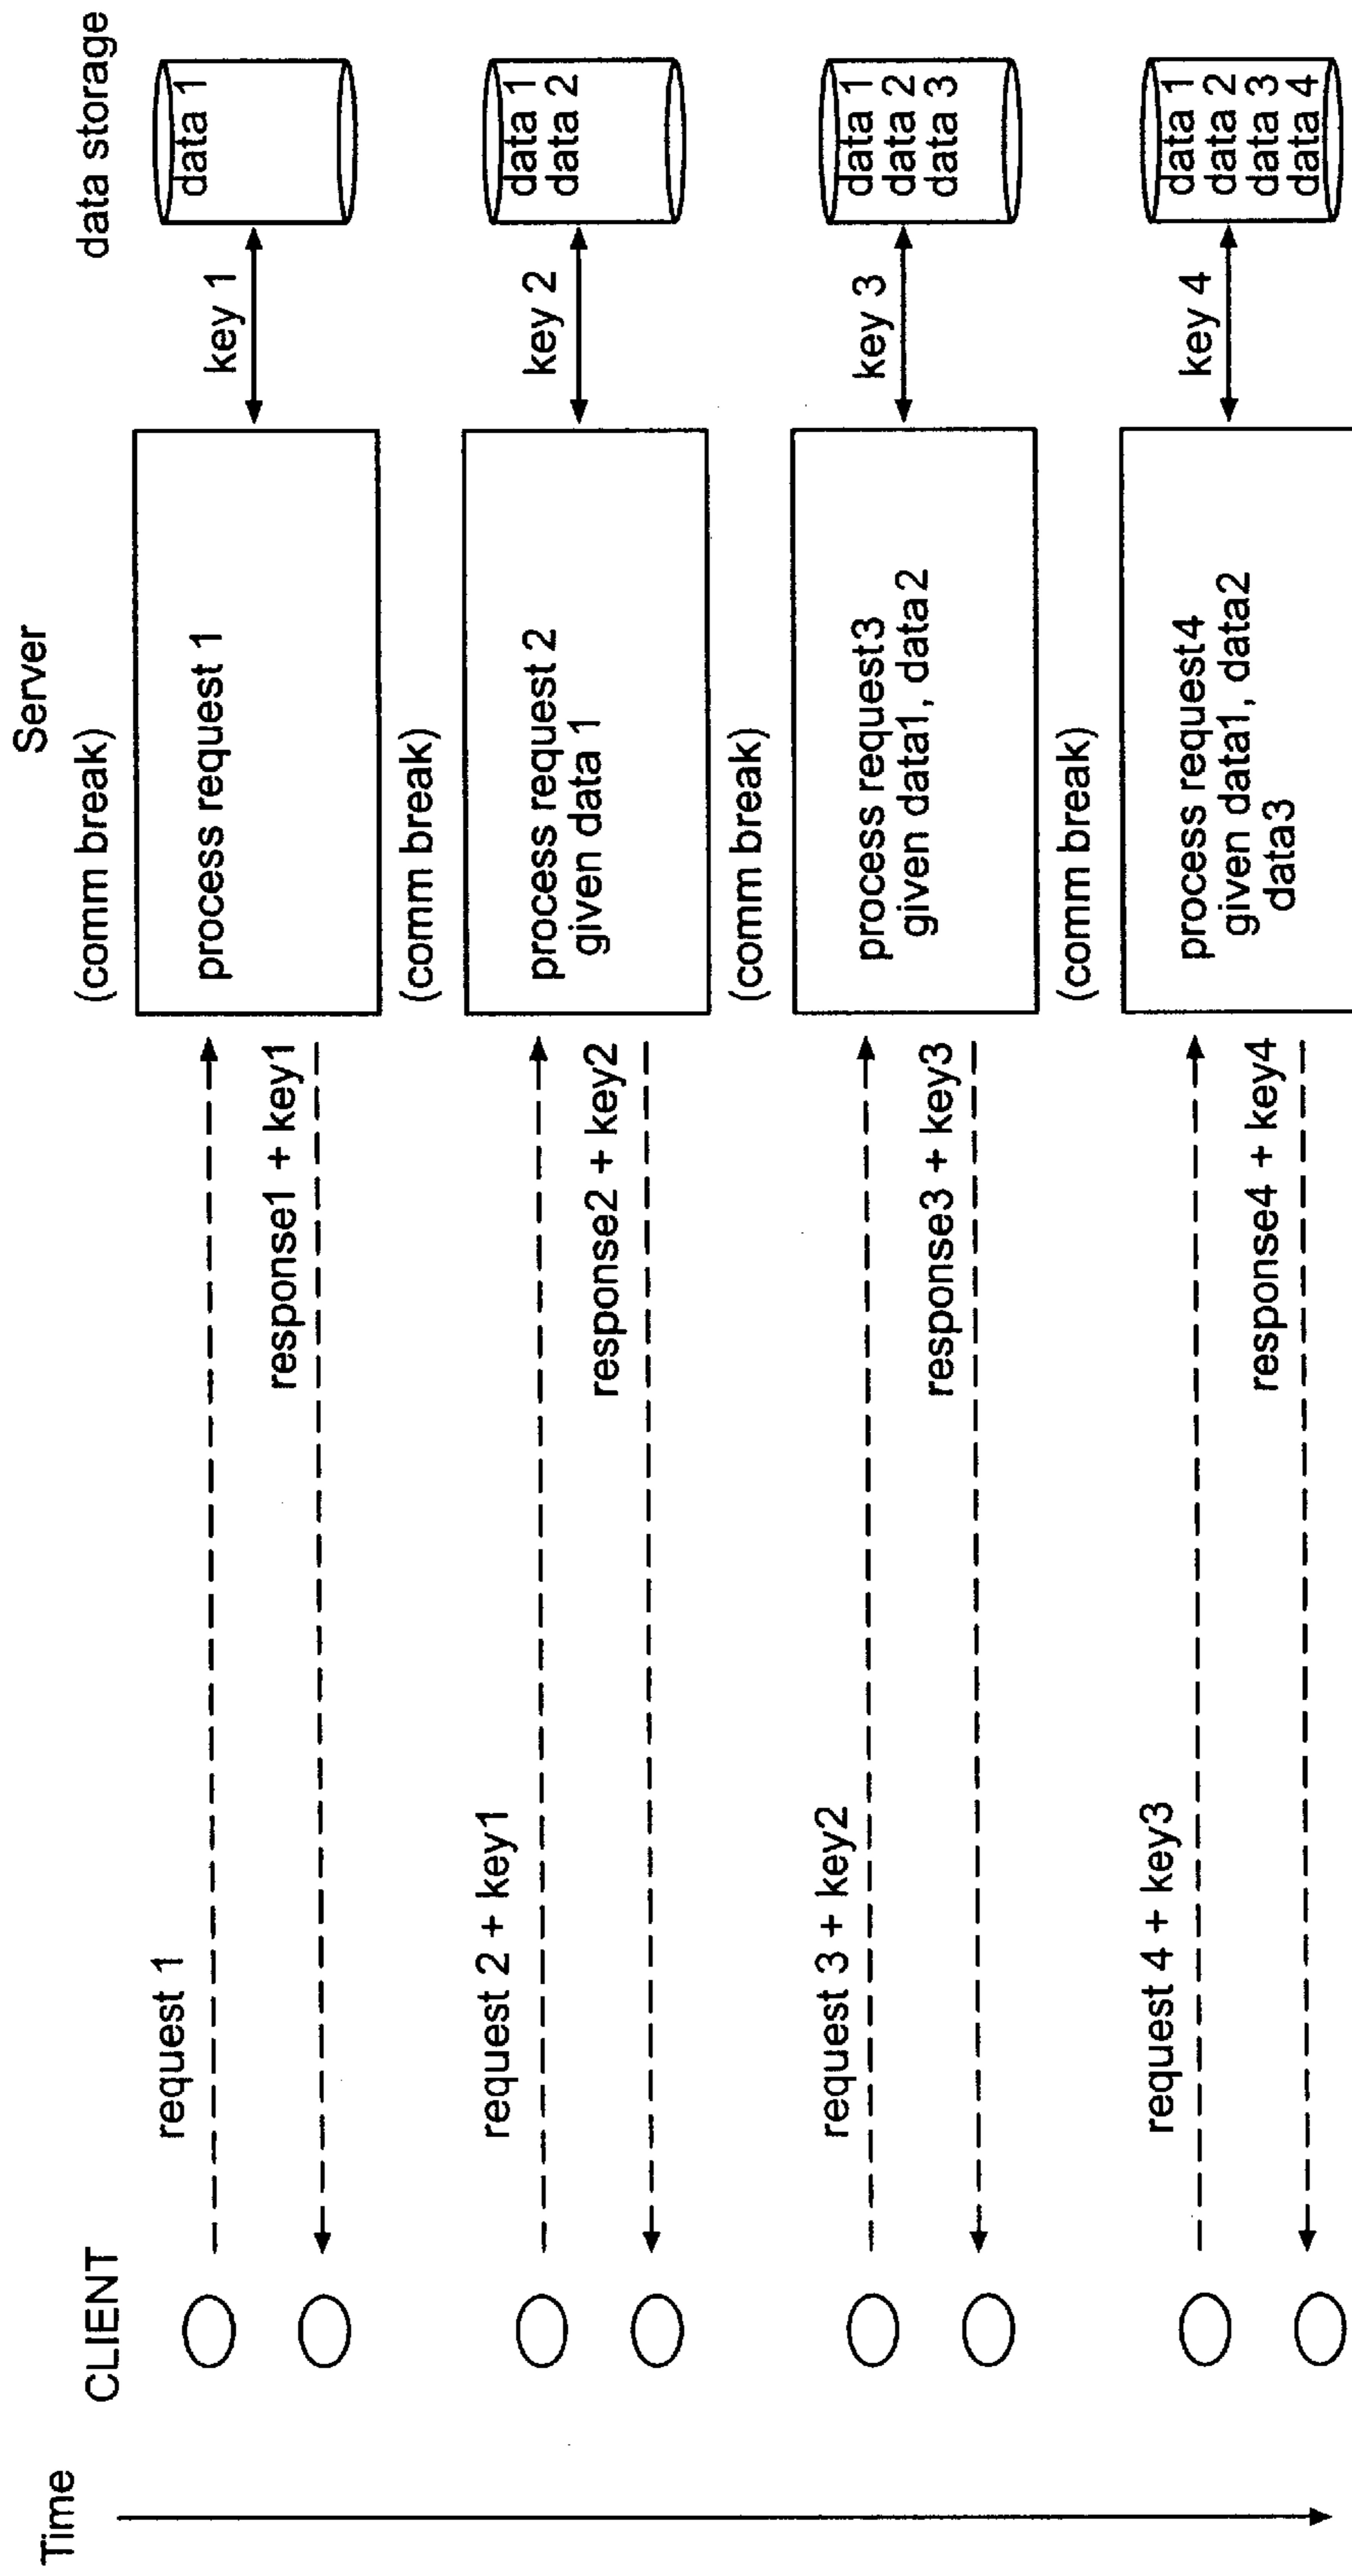 Time
CLIENT
Server
data storage
(comm break)
request 1
process request 1
key 1
data 1
response1 + key1
(comm break)
request 2 + key1
process request 2
given data 1
key 2
data 1
data 2
response2 + key2
(comm break)
request 3 + key2
process request3
given data1, data2
key 3
data 1
data 2
data 3
response3 + key3
(comm break)
request 4 + key3
process request4
given data1, data2
data3
key 4
data 1
data 2
data 3
data 4
response4 + key4